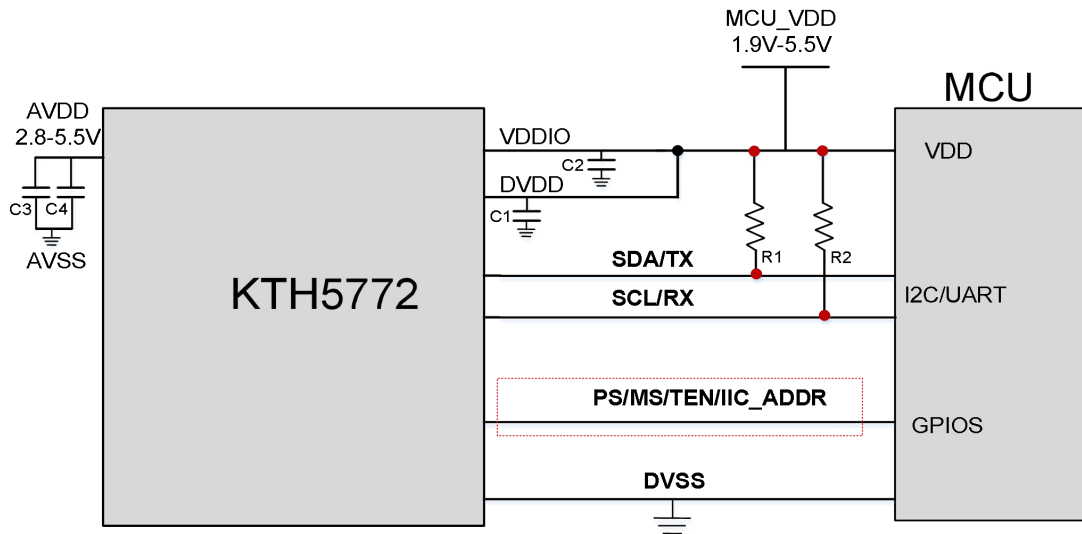 MCU_VDD
1.9V-5.5V
MCU
AVDD
2.8-5.5V
VDDIO
C2
VDD
DVDD
C3
C4
C1
AVSS
SDA/TX
R1
R2
KTH5772
SCL/RX
I2C/UART
PS/MS/TEN/IIC_ADDR
GPIOS
DVSS